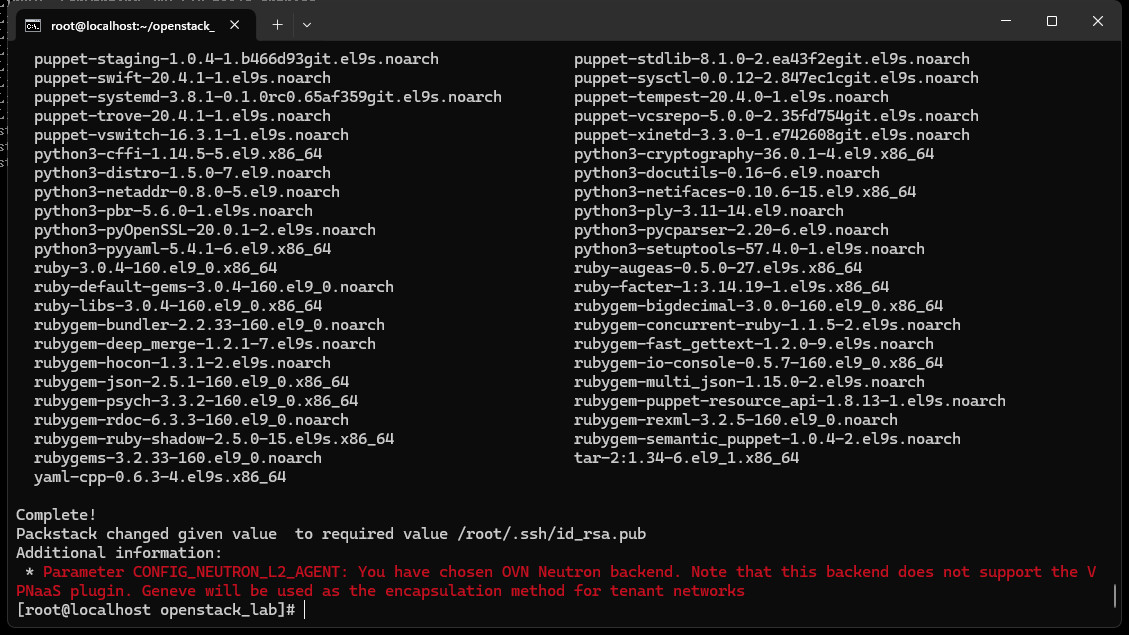 root@localhost:~/openstack_
puppet-staging-1.0.4-1.b466d93git.el9s.noarch puppet-stdlib-8.1.0-2.ea43f2egit.el9s.noarch
puppet-swift-20.4.1-1.el9s.noarch puppet-sysctl-0.0.12-2.847ec1cgit.el9s.noarch
puppet-systemd-3.8.1-0.1.0rc0.65af359git.el9s.noarch puppet-tempest-20.4.0-1.el9s.noarch
puppet-trove-20.4.1-1.el9s.noarch puppet-vcsrepo-5.0.0-2.35fd754git.el9s.noarch
puppet-vswitch-16.3.1-1.el9s.noarch puppet-xinetd-3.3.0-1.e742608git.el9s.noarch
python3-cffi-1.14.5-5.el9.x86_64 python3-cryptography-36.0.1-4.el9.x86_64
python3-distro-1.5.0-7.el9.noarch python3-docutils-0.16-6.el9.noarch
python3-netaddr-0.8.0-5.el9.noarch python3-netifaces-0.10.6-15.el9.x86_64
python3-pbr-5.6.0-1.el9s.noarch python3-ply-3.11-14.el9.noarch
python3-pyOpenSSL-20.0.1-2.el9s.noarch python3-pycparser-2.20-6.el9.noarch
python3-pyyaml-5.4.1-6.el9.x86_64 python3-setuptools-57.4.0-1.el9s.noarch
ruby-3.0.4-160.el9_0.x86_64 ruby-augeas-0.5.0-27.el9s.x86_64
ruby-default-gems-3.0.4-160.el9_0.noarch ruby-facter-1:3.14.19-1.el9s.x86_64
ruby-libs-3.0.4-160.el9_0.x86_64 rubygem-bigdecimal-3.0.0-160.el9_0.x86_64
rubygem-bundler-2.2.33-160.el9_0.noarch rubygem-concurrent-ruby-1.1.5-2.el9s.noarch
rubygem-deep_merge-1.2.1-7.el9s.noarch rubygem-fast_gettext-1.2.0-9.el9s.noarch
rubygem-hocon-1.3.1-2.el9s.noarch rubygem-io-console-0.5.7-160.el9_0.x86_64
rubygem-json-2.5.1-160.el9_0.x86_64 rubygem-multi_json-1.15.0-2.el9s.noarch
rubygem-psych-3.3.2-160.el9_0.x86_64 rubygem-puppet-resource_api-1.8.13-1.el9s.noarch
rubygem-rdoc-6.3.3-160.el9_0.noarch rubygem-rexml-3.2.5-160.el9_0.noarch
rubygem-ruby-shadow-2.5.0-15.el9s.x86_64 rubygem-semantic_puppet-1.0.4-2.el9s.noarch
rubygems-3.2.33-160.el9_0.noarch tar-2:1.34-6.el9_1.x86_64
yaml-cpp-0.6.3-4.el9s.x86_64
Complete!
Packstack changed given value  to required value /root/.ssh/id_rsa.pub
Additional information:
 * Parameter CONFIG_NEUTRON_L2_AGENT: You have chosen OVN Neutron backend. Note that this backend does not support the V
PNaaS plugin. Geneve will be used as the encapsulation method for tenant networks
[root@localhost openstack_lab]#